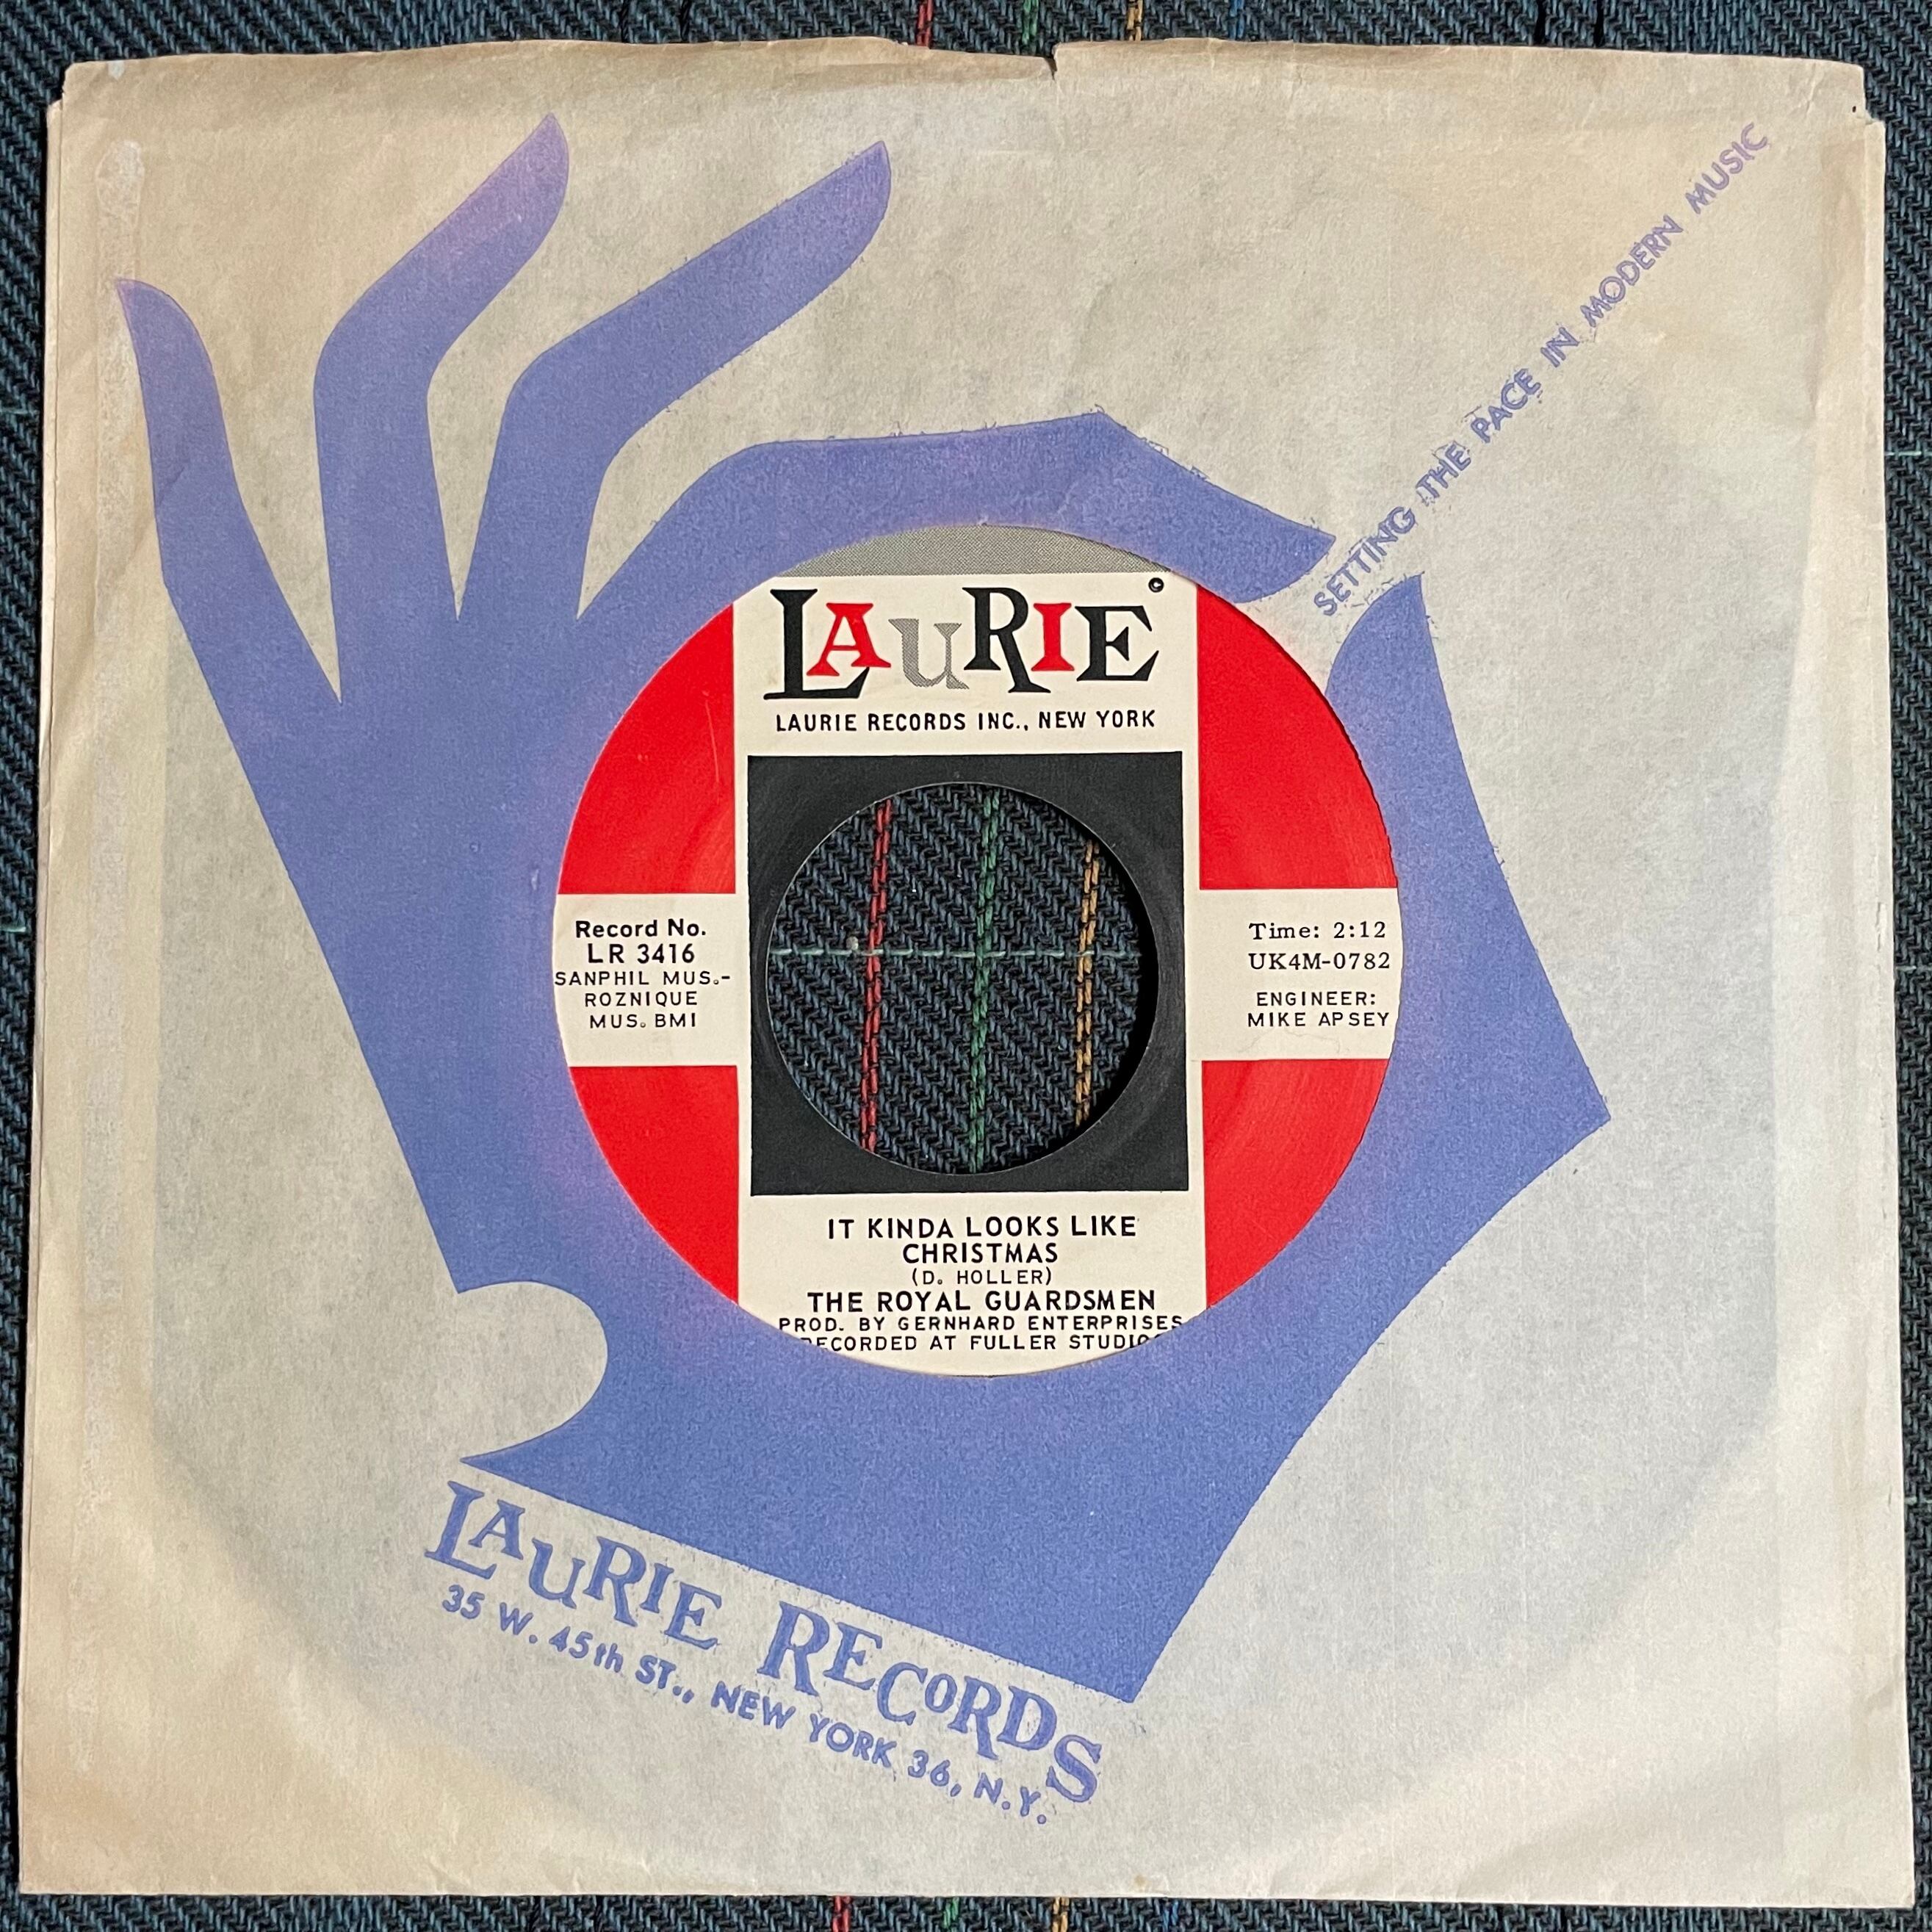 SETTING THE PACE IN MODERN MUSIC
LAURIE
©
LAURIE RECORDS INC., NEW YORK
Record No.
LR 3416
SANPHIL MUS.-
ROZNIQUE
MUS. BMI
Time: 2:12
UK4M-0782
ENGINEER:
MIKE APSEY
IT KINDA LOOKS LIKE
CHRISTMAS
(D. HOLLER)
THE ROYAL GUARDSMEN
PROD. BY GERNHARD ENTERPRISES
RECORDED AT FULLER STUDIOS
LAURIE RECORDS
35 W. 45th ST., NEW YORK 36, N.Y.